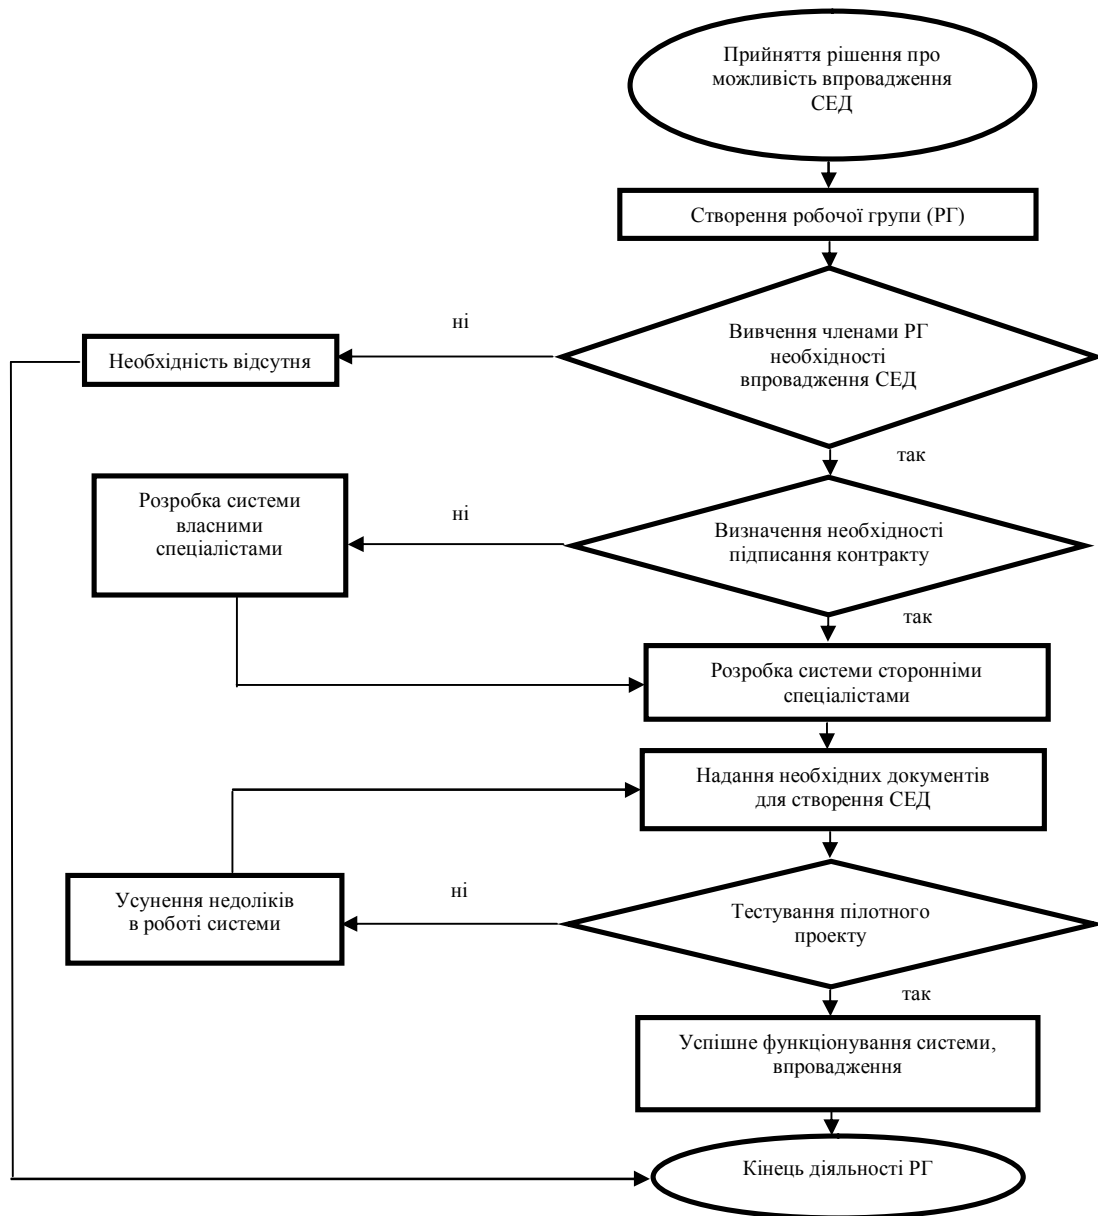 Прийняття рішення про
можливість впровадження
СЕД
Створення робочої групи (РГ)
ні
Вивчення членами РГ
необхідності
впровадження СЕД
Необхідність відсутня
так
Розробка системи
власними
спеціалістами
ні
Визначення необхідності
підписання контракту
так
Розробка системи сторонніми
спеціалістами
Надання необхідних документів
для створення СЕД
Усунення недоліків
в роботі системи
ні
Тестування пілотного
проекту
так
Успішне функціонування системи,
впровадження
Кінець діяльності РГ